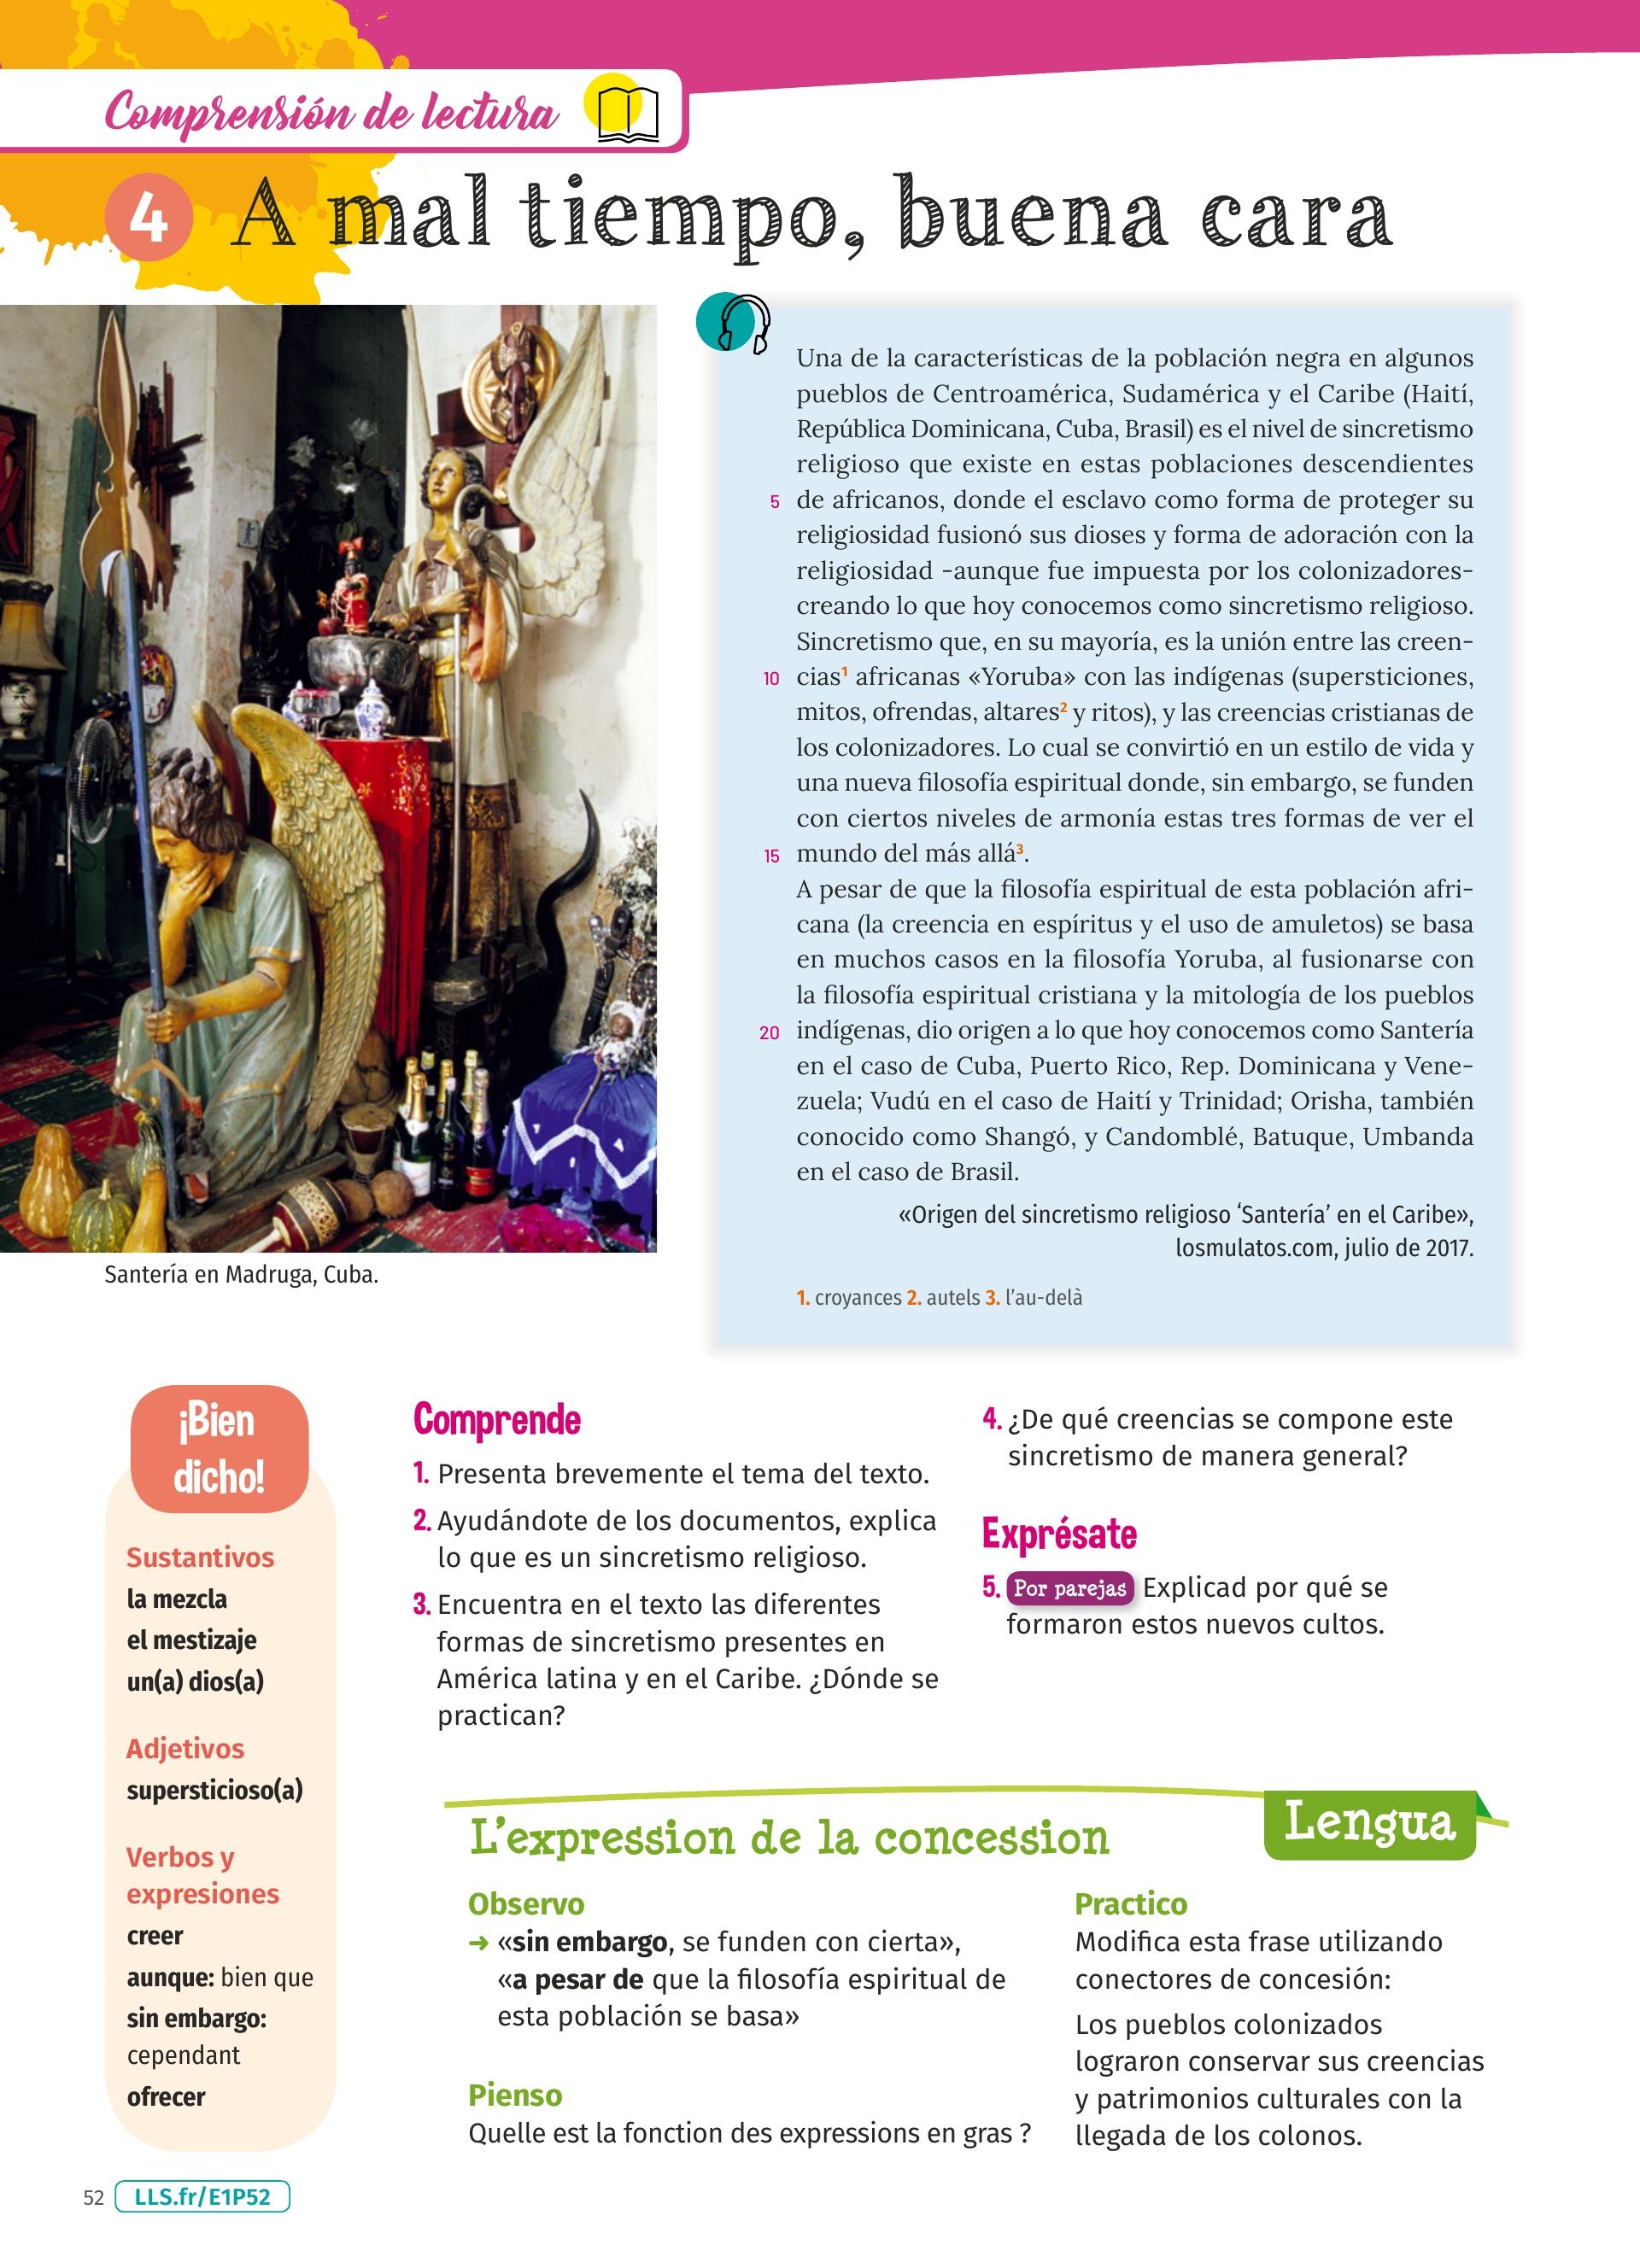 Comprensión de lectura
4 A mal tiempo, buena cara
Una de la características de la población negra en algunos
pueblos de Centroamérica, Sudamérica y el Caribe (Haití,
República Dominicana, Cuba, Brasil) es el nivel de sincretismo
religioso que existe en estas poblaciones descendientes
5 de africanos, donde el esclavo como forma de proteger su
religiosidad fusionó sus dioses y forma de adoración con la
religiosidad -aunque fue impuesta por los colonizadores-
creando lo que hoy conocemos como sincretismo religioso.
Sincretismo que, en su mayoría, es la unión entre las creen-
10 cias1 africanas «Yoruba» con las indígenas (supersticiones,
mitos, ofrendas, altares2 y ritos), y las creencias cristianas de
los colonizadores. Lo cual se convirtió en un estilo de vida y
una nueva filosofía espiritual donde, sin embargo, se funden
con ciertos niveles de armonía estas tres formas de ver el
15 mundo del más allá3.
A pesar de que la filosofía espiritual de esta población afri-
cana (la creencia en espíritus y el uso de amuletos) se basa
en muchos casos en la filosofía Yoruba, al fusionarse con
la filosofía espiritual cristiana y la mitología de los pueblos
20 indígenas, dio origen a lo que hoy conocemos como Santería
en el caso de Cuba, Puerto Rico, Rep. Dominicana y Vene-
zuela; Vudú en el caso de Haití y Trinidad; Orisha, también
conocido como Shangó, y Candomblé, Batuque, Umbanda
en el caso de Brasil.
«Origen del sincretismo religioso ‘Santería’ en el Caribe»,
losmulatos.com, julio de 2017.
1. croyances 2. autels 3. l’au-delà
Santería en Madruga, Cuba.
¡Bien
dicho!
Sustantivos
la mezcla
el mestizaje
un(a) dios(a)
Adjetivos
supersticioso(a)
Verbos y
expresiones
creer
aunque: bien que
sin embargo:
cependant
ofrecer
Comprende
1. Presenta brevemente el tema del texto.
2. Ayudándote de los documentos, explica
lo que es un sincretismo religioso.
3. Encuentra en el texto las diferentes
formas de sincretismo presentes en
América latina y en el Caribe. ¿Dónde se
practican?
4. ¿De qué creencias se compone este
sincretismo de manera general?
Exprésate
5. Por parejas Explicad por qué se
formaron estos nuevos cultos.
L’expression de la concession
Lengua
Observo
➜ «sin embargo, se funden con cierta»,
«a pesar de que la filosofía espiritual de
esta población se basa»
Pienso
Quelle est la fonction des expressions en gras ?
Practico
Modifica esta frase utilizando
conectores de concesión:
Los pueblos colonizados
lograron conservar sus creencias
y patrimonios culturales con la
llegada de los colonos.
52 LLS.fr/E1P52